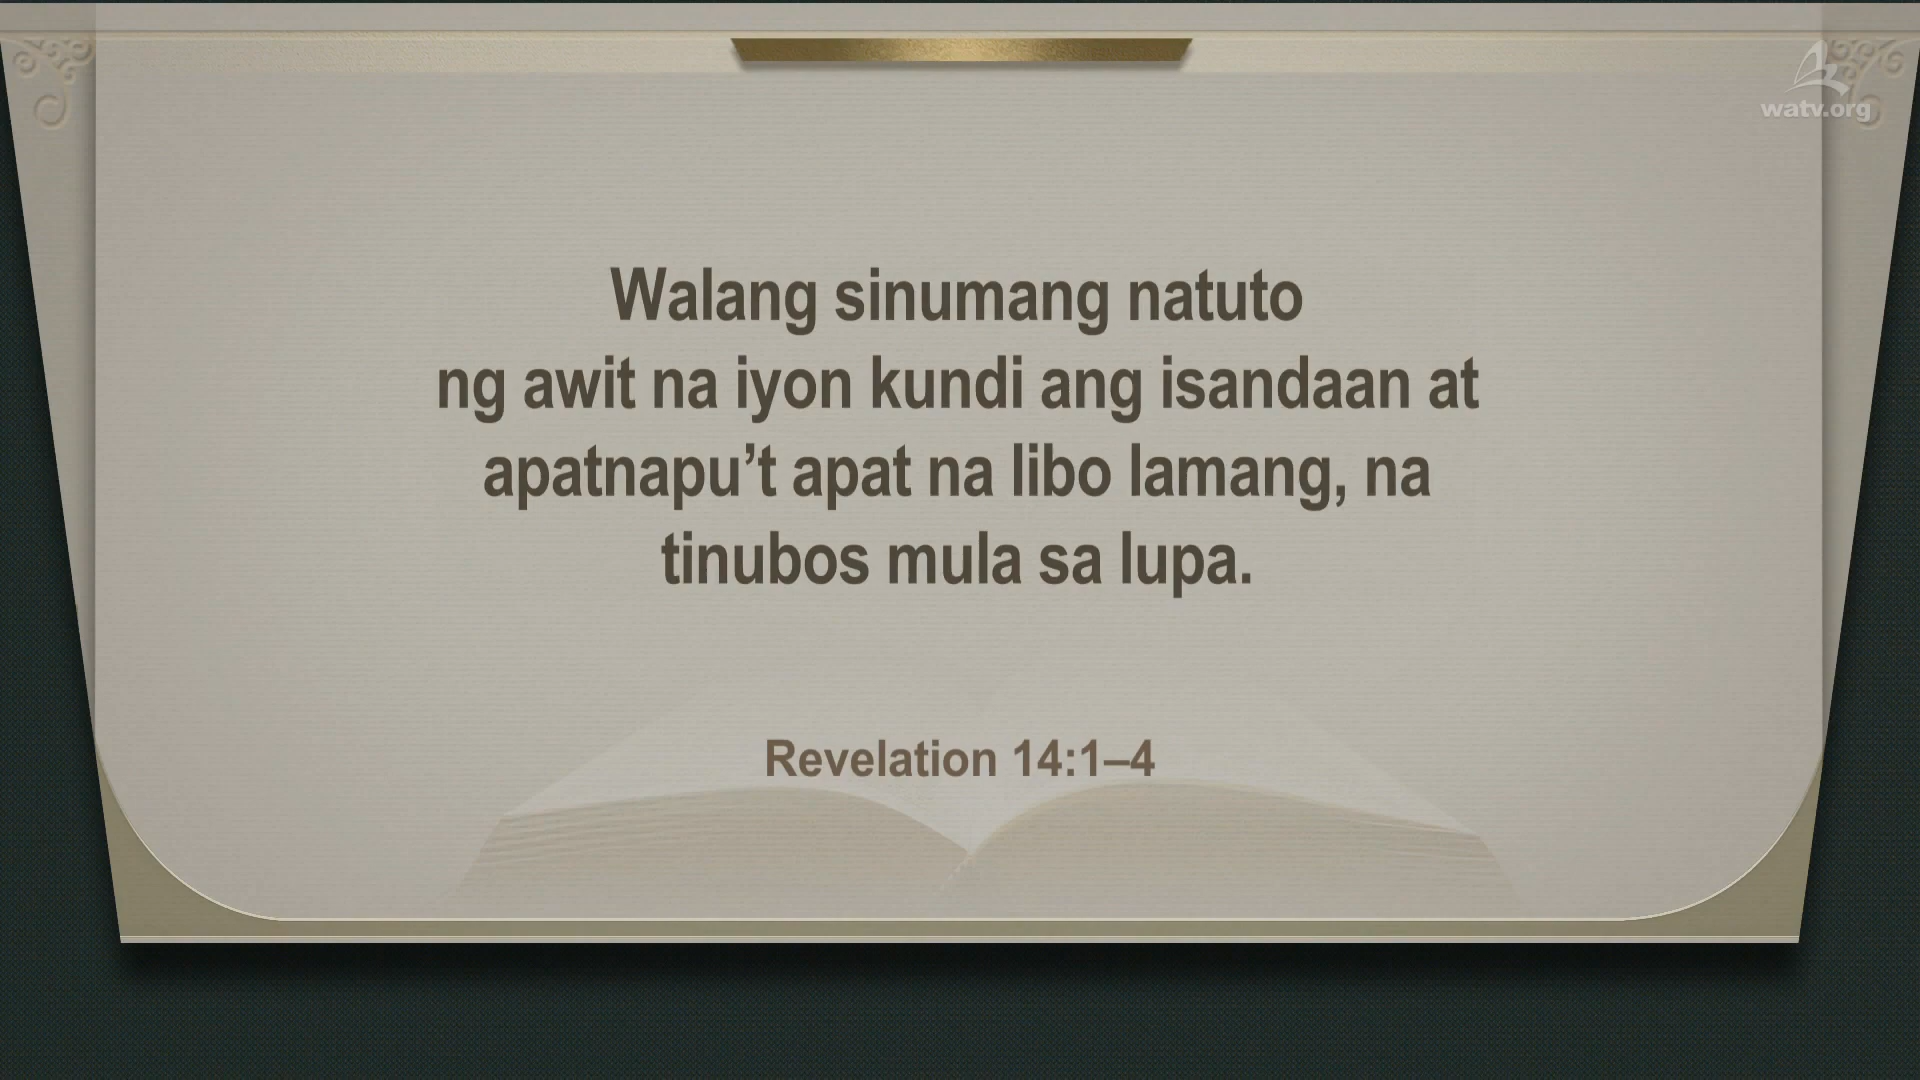 watv.org
Walang sinumang natuto
ng awit na iyon kundi ang isandaan at
apatnapu’t apat na libo lamang, na
tinubos mula sa lupa.
Revelation 14:1–4